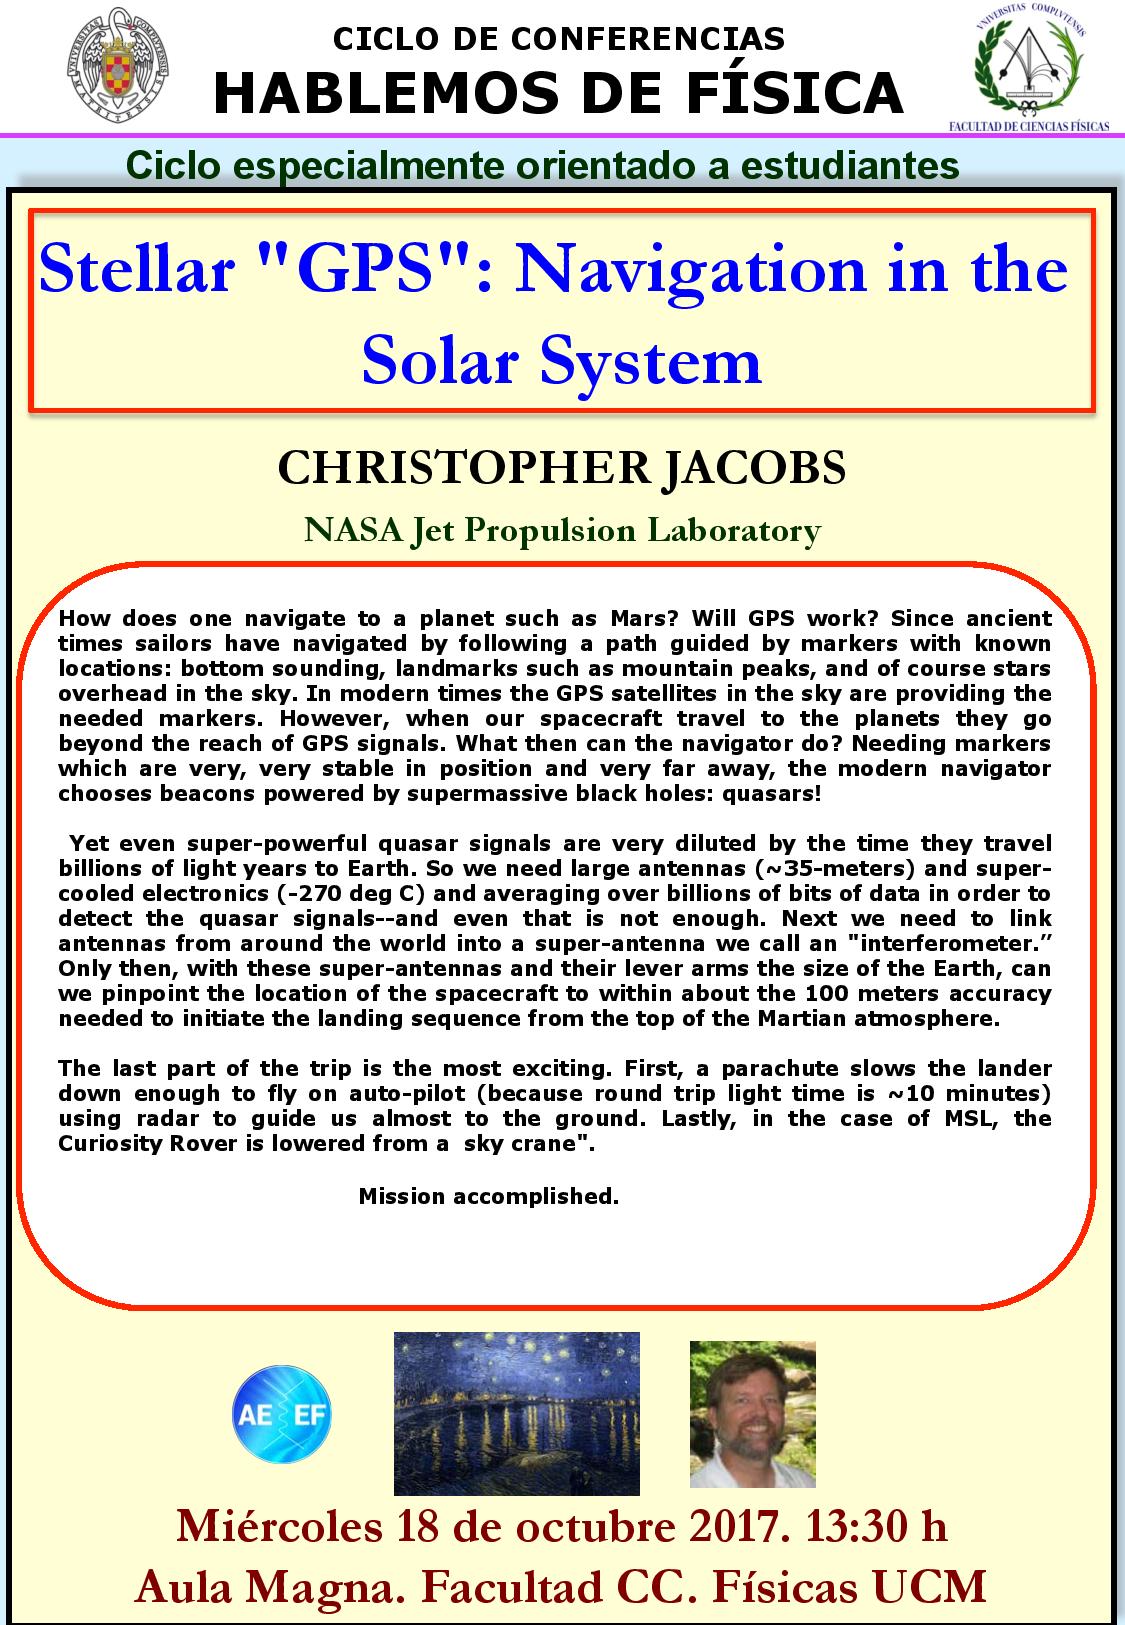 CICLO DE CONFERENCIAS
HABLEMOS DE FÍSICA
VNIVERSITAS COMPLVTENSIS
FACULTAD DE CIENCIAS FÍSICAS
Ciclo especialmente orientado a estudiantes
Stellar "GPS": Navigation in the
Solar System
CHRISTOPHER JACOBS
NASA Jet Propulsion Laboratory
How does one navigate to a planet such as Mars? Will GPS work? Since ancient
times sailors have navigated by following a path guided by markers with known
locations: bottom sounding, landmarks such as mountain peaks, and of course stars
overhead in the sky. In modern times the GPS satellites in the sky are providing the
needed markers. However, when our spacecraft travel to the planets they go
beyond the reach of GPS signals. What then can the navigator do? Needing markers
which are very, very stable in position and very far away, the modern navigator
chooses beacons powered by supermassive black holes: quasars!
Yet even super-powerful quasar signals are very diluted by the time they travel
billions of light years to Earth. So we need large antennas (~35-meters) and super-
cooled electronics (-270 deg C) and averaging over billions of bits of data in order to
detect the quasar signals--and even that is not enough. Next we need to link
antennas from around the world into a super-antenna we call an "interferometer.”
Only then, with these super-antennas and their lever arms the size of the Earth, can
we pinpoint the location of the spacecraft to within about the 100 meters accuracy
needed to initiate the landing sequence from the top of the Martian atmosphere.
The last part of the trip is the most exciting. First, a parachute slows the lander
down enough to fly on auto-pilot (because round trip light time is ~10 minutes)
using radar to guide us almost to the ground. Lastly, in the case of MSL, the
Curiosity Rover is lowered from a  sky crane".
Mission accomplished.
AE EF
Miércoles 18 de octubre 2017. 13:30 h
Aula Magna. Facultad CC. Físicas UCM